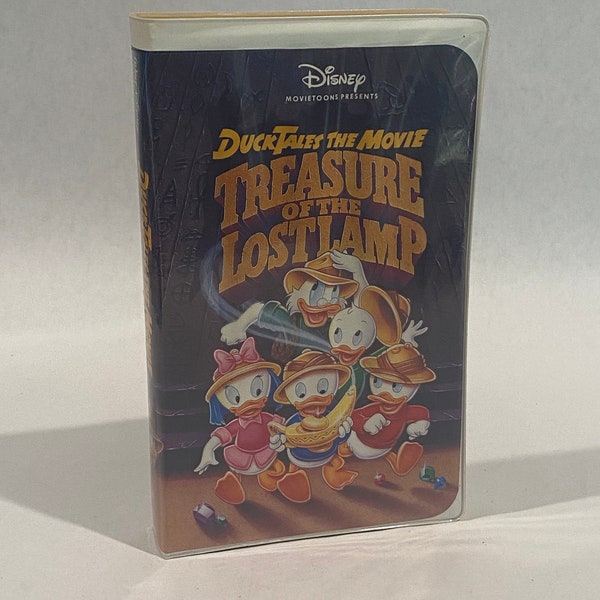 Disney
MOVIETOONS PRESENTS
DUCKTALES THE MOVIE
TREASURE
OF THE
LOST LAMP